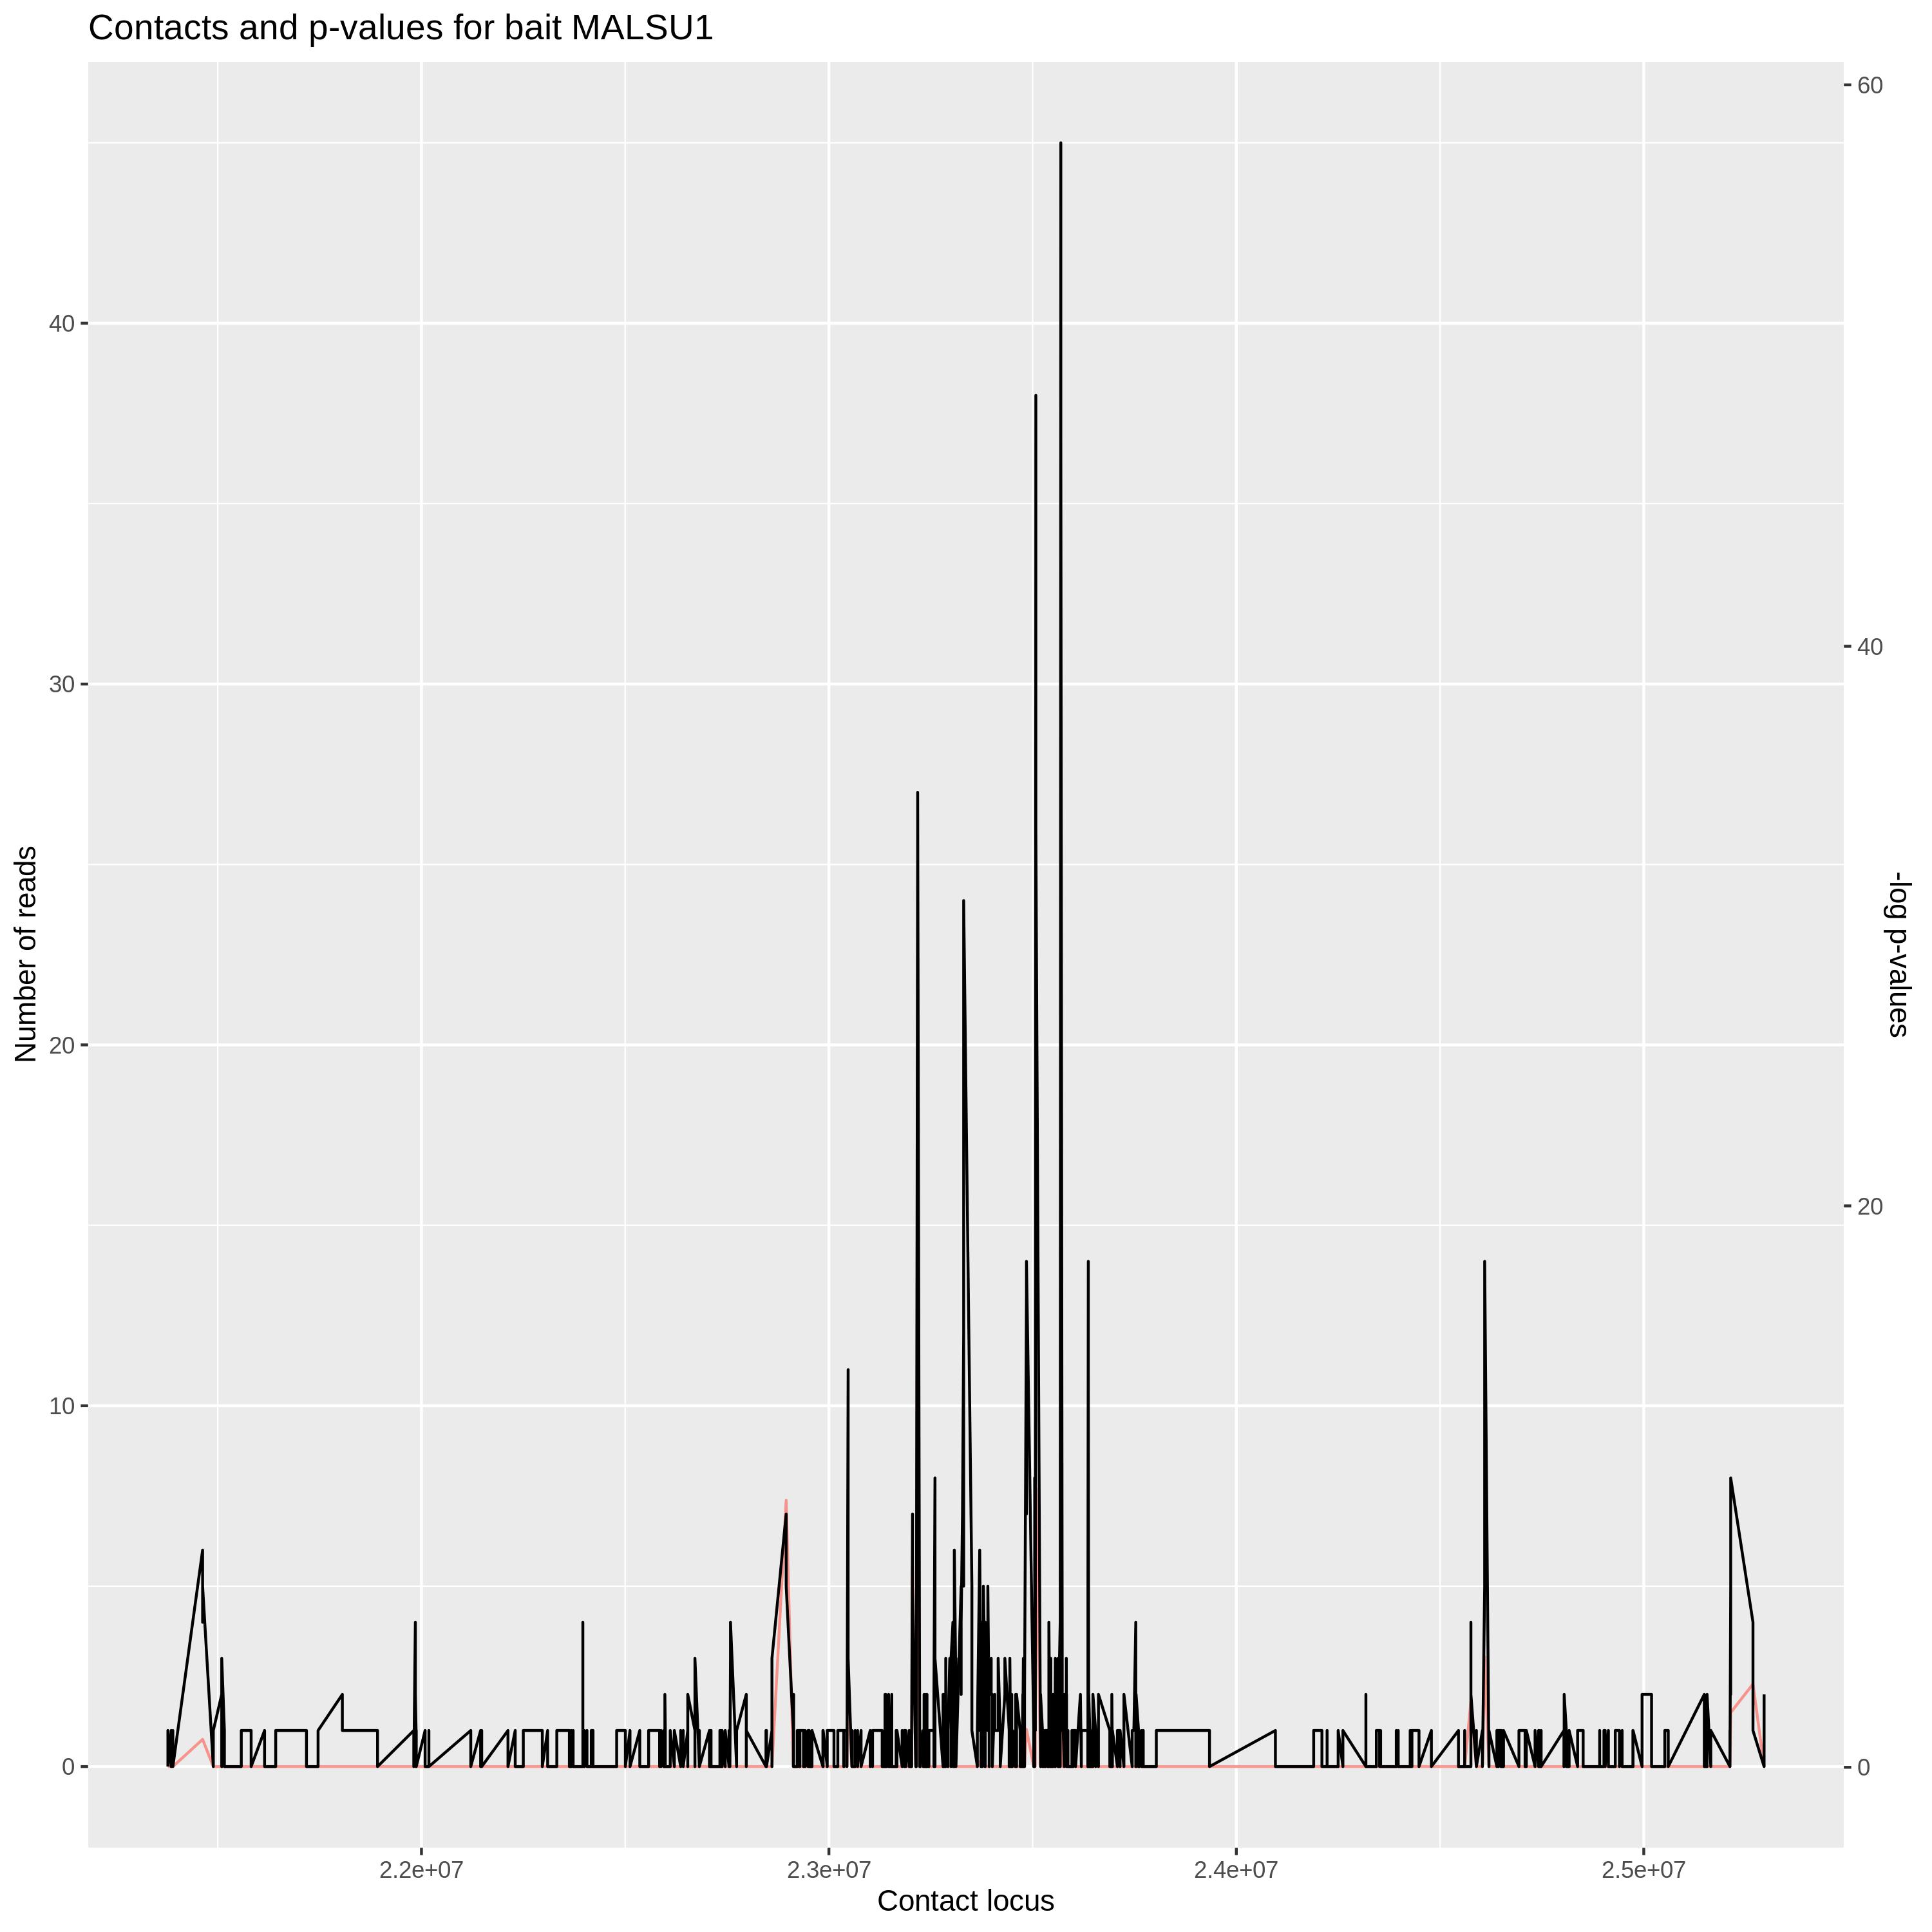 Contacts and p-values for bait MALSU1
60
40
40
30
Number of reads
-log p-values
20
20
10
0
0
2.2e+07
2.3e+07
2.4e+07
2.5e+07
Contact locus